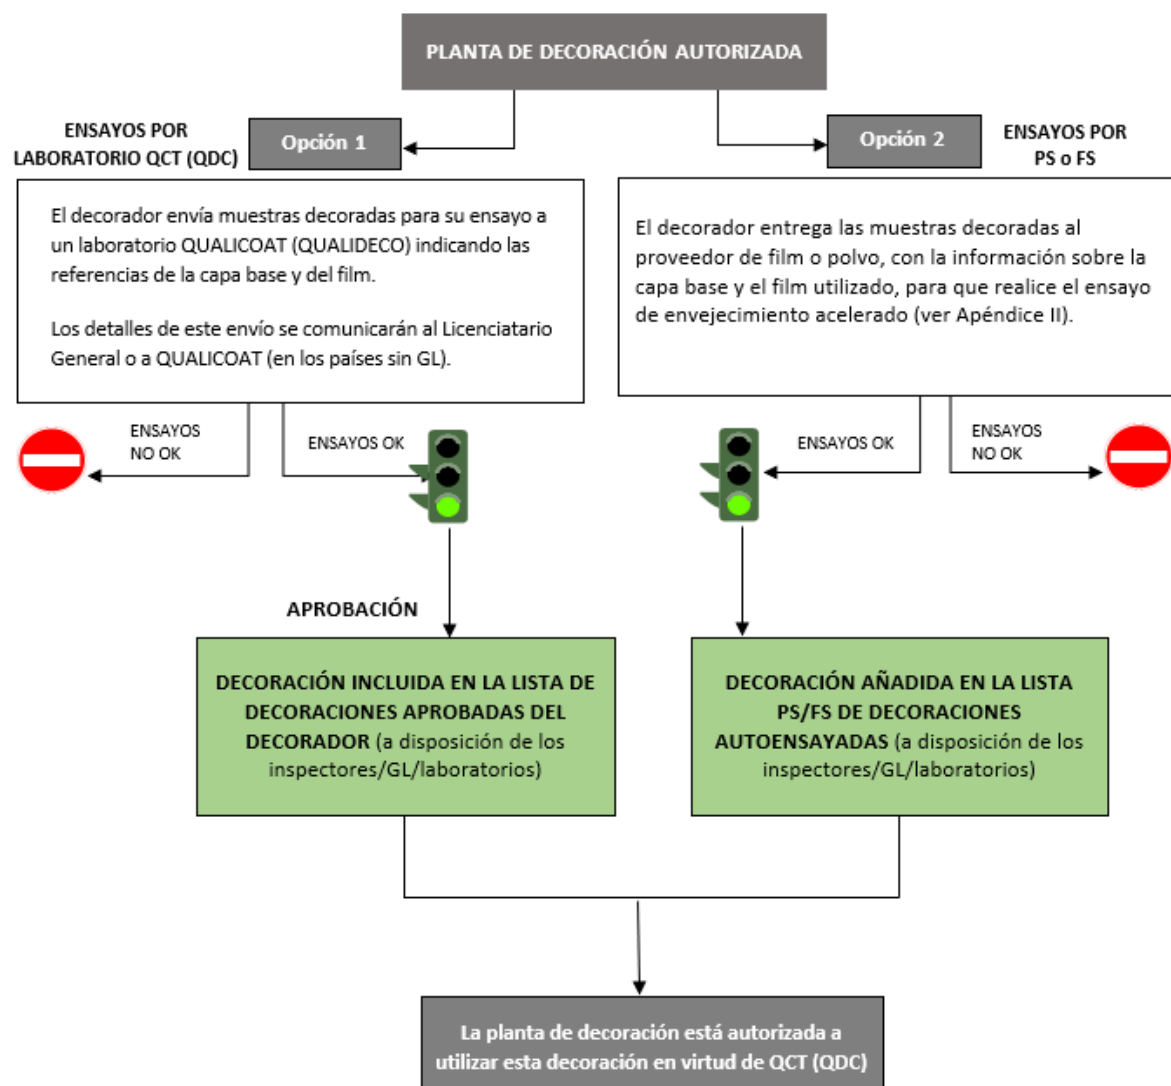 PLANTA DE DECORACIÓN AUTORIZADA
ENSAYOS POR
LABORATORIO QCT (QDC)
Opción 1
Opción 2
ENSAYOS POR
PS o FS
El decorador envía muestras decoradas para su ensayo a
un laboratorio QUALICOAT (QUALIDECO) indicando las
referencias de la capa base y del film.
Los detalles de este envío se comunicarán al Licenciatario
General o a QUALICOAT (en los países sin GL).
El decorador entrega las muestras decoradas al
proveedor de film o polvo, con la información sobre la
capa base y el film utilizado, para que realice el ensayo
de envejecimiento acelerado (ver Apéndice II).
ENSAYOS
NO OK
ENSAYOS OK
ENSAYOS OK
ENSAYOS
NO OK
APROBACIÓN
DECORACIÓN INCLUIDA EN LA LISTA DE
DECORACIONES APROBADAS DEL
DECORADOR (a disposición de los
inspectores/GL/laboratorios)
DECORACIÓN AÑADIDA EN LA LISTA
PS/FS DE DECORACIONES
AUTOENSAYADAS (a disposición de los
inspectores/GL/laboratorios)
La planta de decoración está autorizada a
utilizar esta decoración en virtud de QCT (QDC)